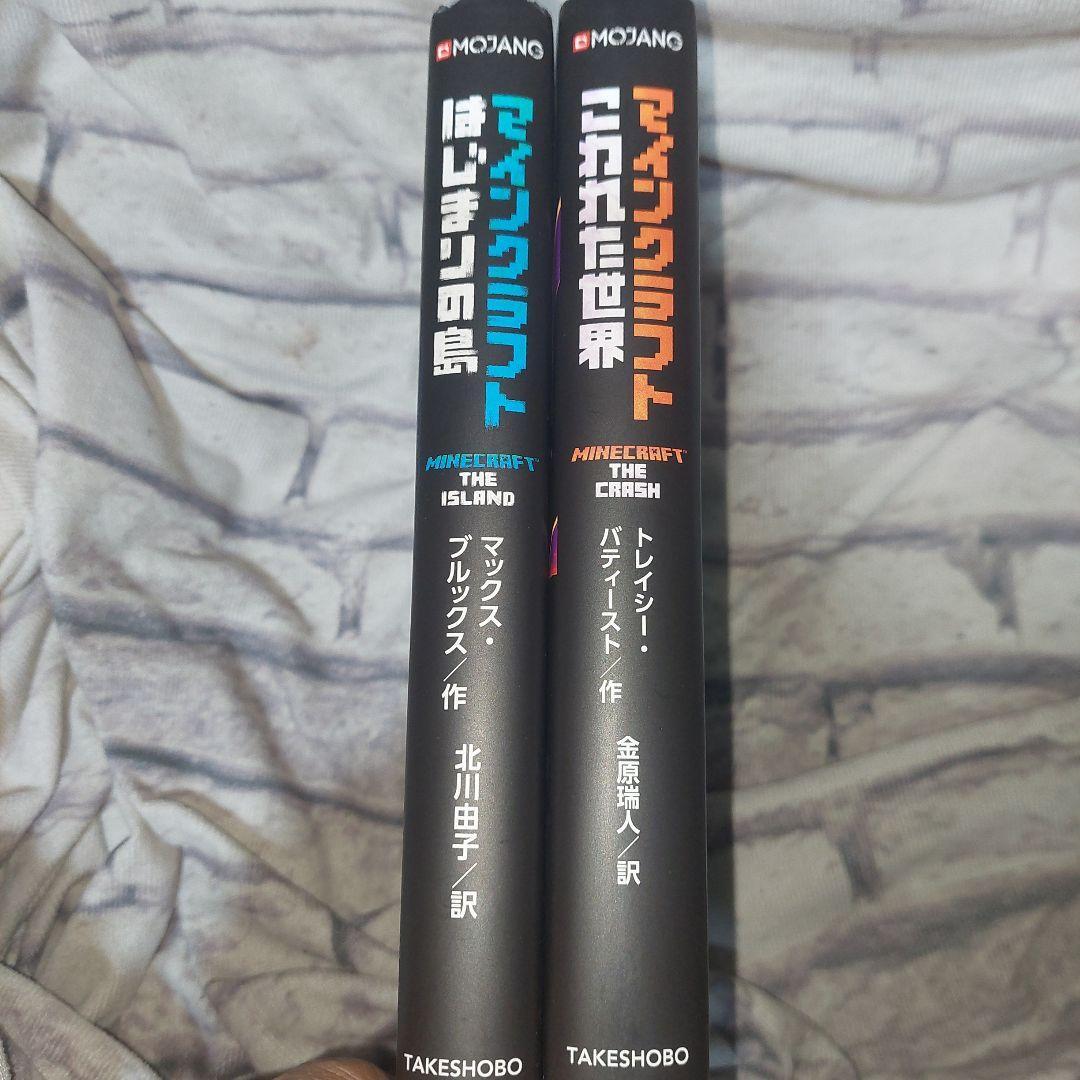 MOJANG
マインクラフト
はじまりの島
MINECRAFT™
THE
ISLAND
マックス・
ブルックス/作
北川由子/訳
TAKESHOBO
MOJANG
マインクラフト
こわれた世界
MINECRAFT™
THE
CRASH
トレイシー・
バティースト/作
金原瑞人/訳
TAKESHOBO